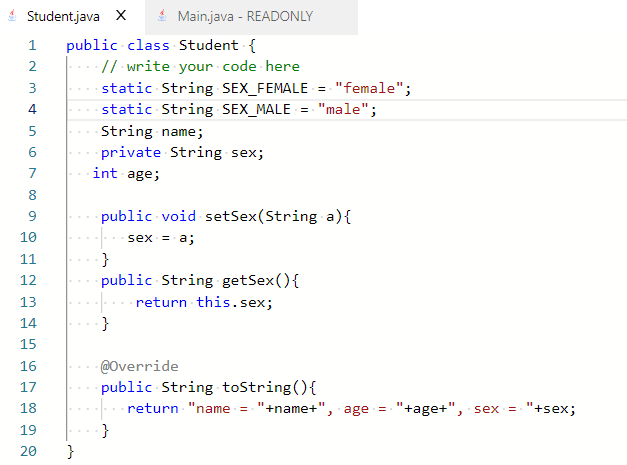 Student.java X Main.java - READONLY
1 public class Student {
2 // write your code here
3 static String SEX_FEMALE = "female";
4 static String SEX_MALE = "male";
5 String name;
6 private String sex;
7 int age;
8
9 public void setSex(String a){
10 sex = a;
11 }
12 public String getSex(){
13 return this.sex;
14 }
15
16 @Override
17 public String toString(){
18 return "name = "+name+", age = "+age+", sex = "+sex;
19 }
20 }